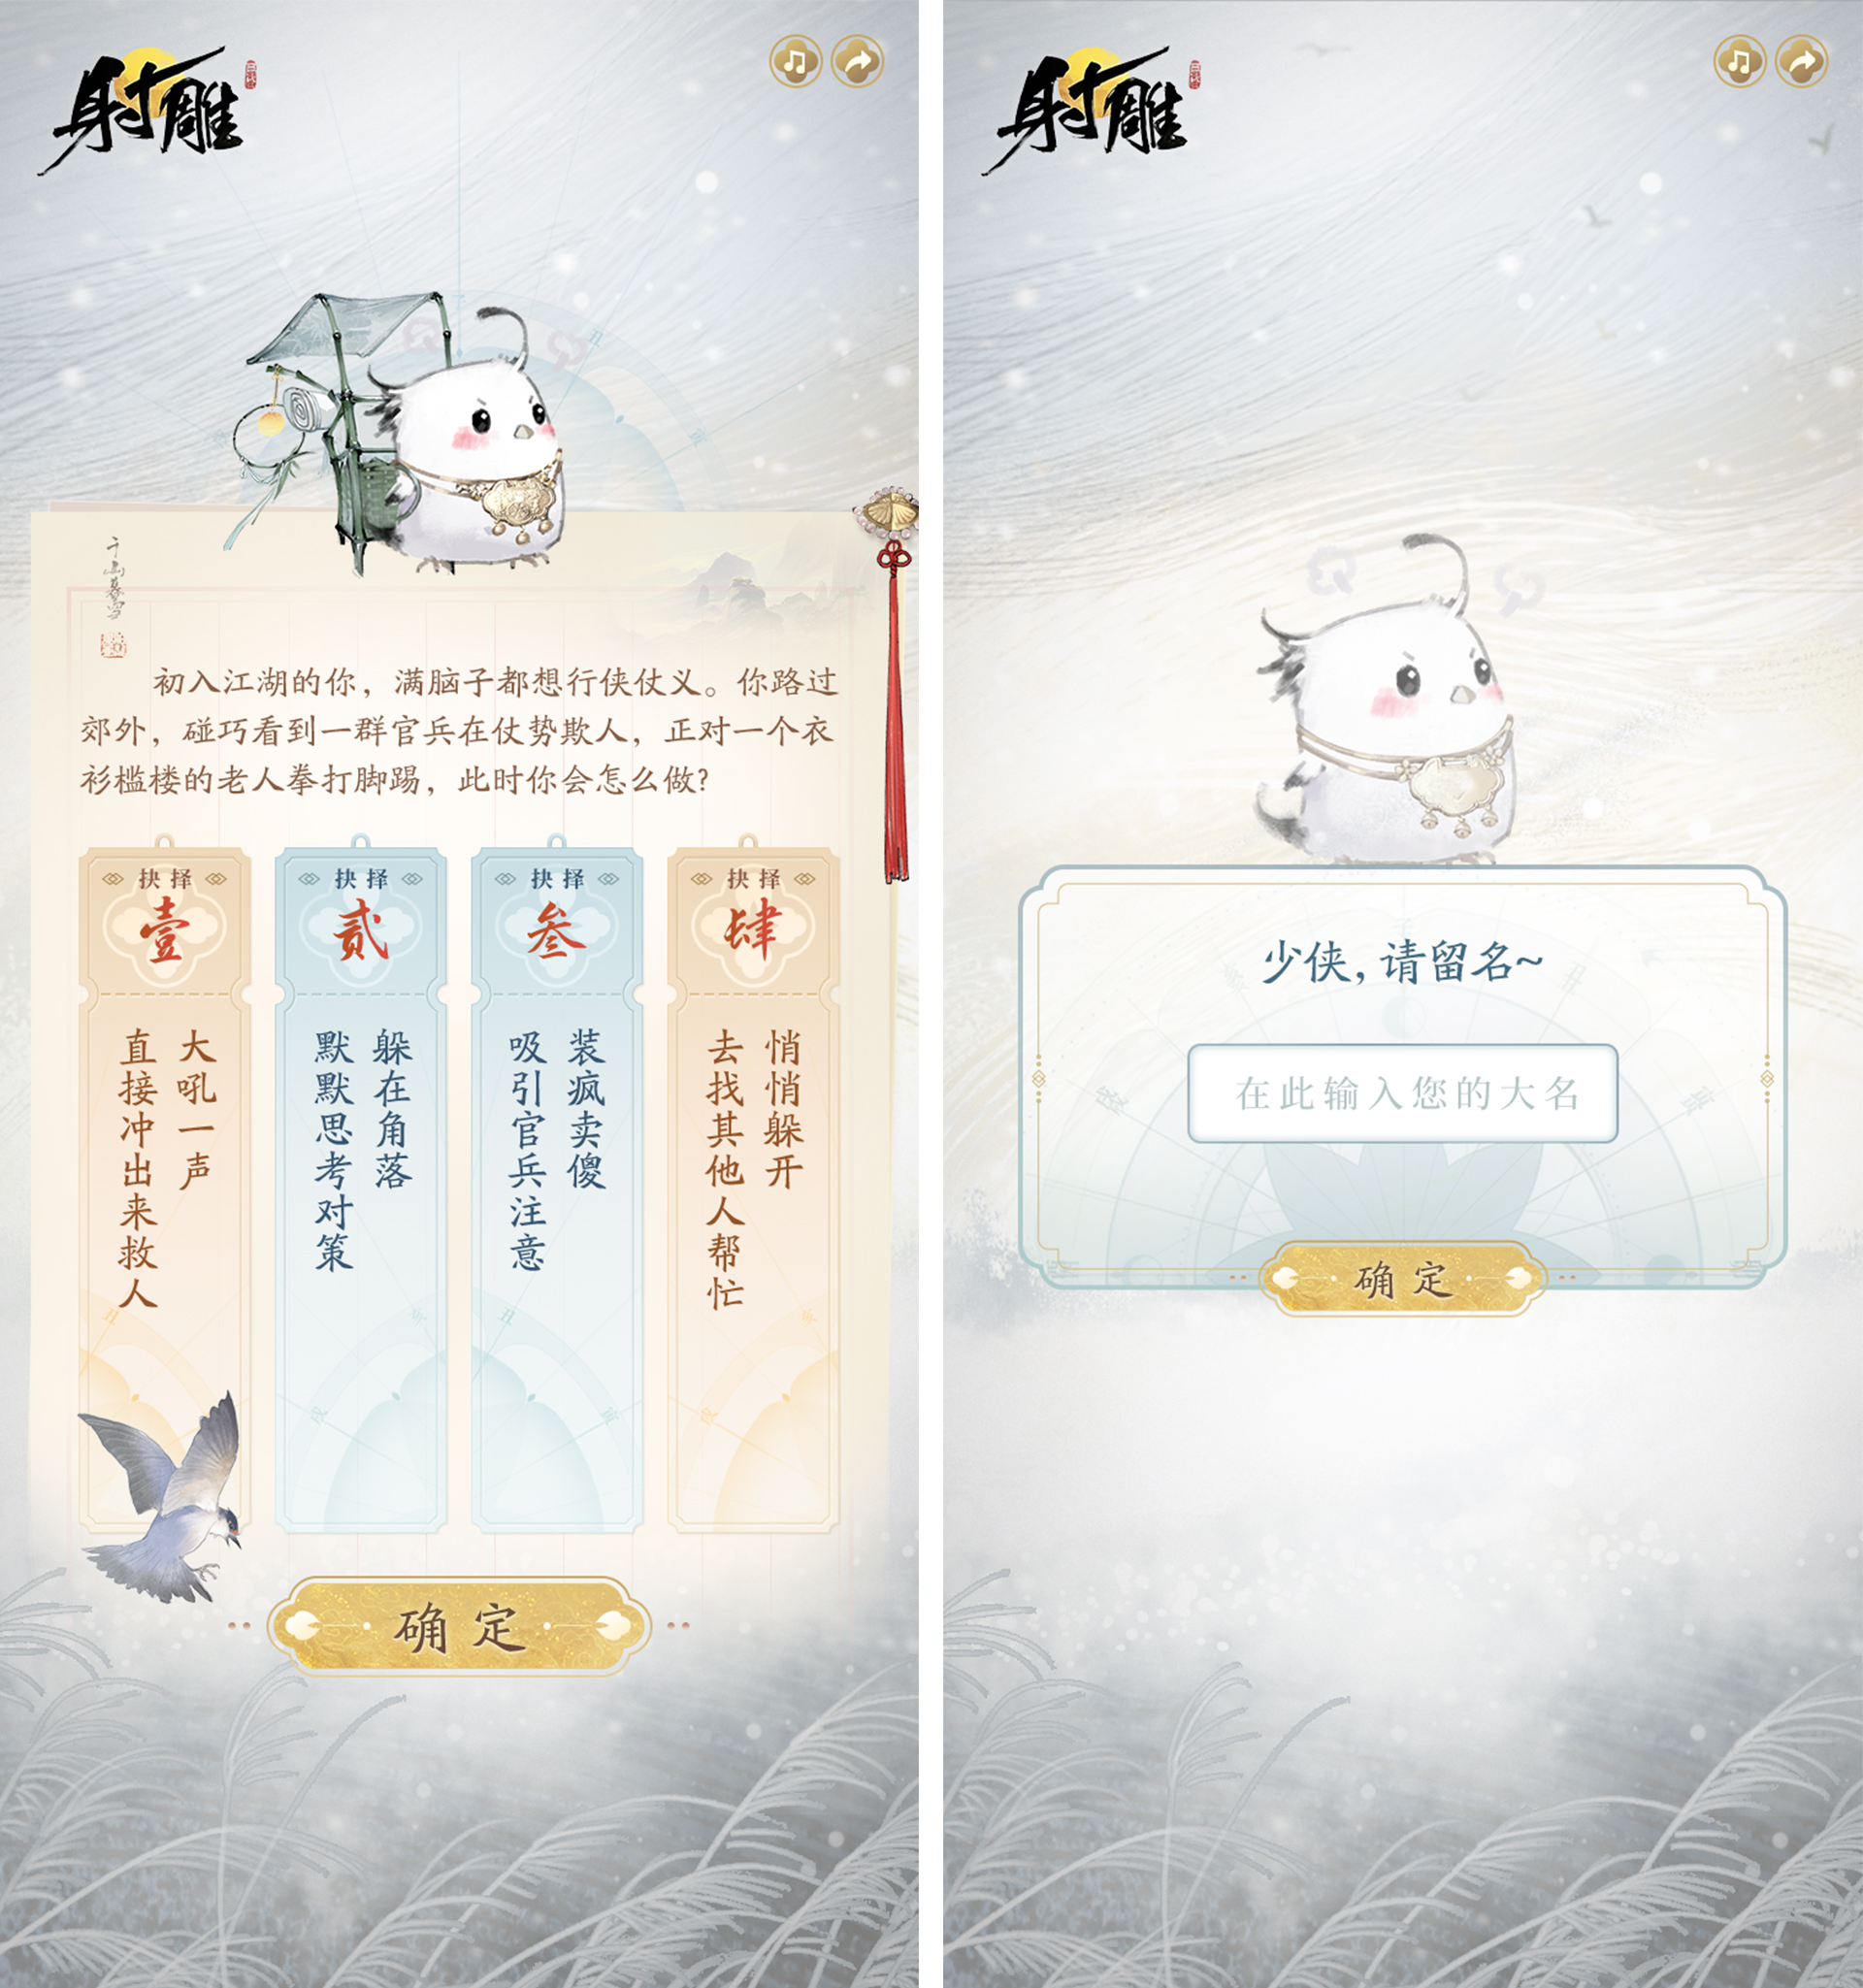 射雕
千山暮雪
初入江湖的你，满脑子都想行侠仗义。你路过
郊外，碰巧看到一群官兵在仗势欺人，正对一个衣
衫槛楼的老人拳打脚踢，此时你会怎么做？
抉择
壹
大吼一声
直接冲出来救人
抉择
贰
躲在角落
默默思考对策
抉择
叁
装疯卖傻
吸引官兵注意
抉择
肆
悄悄躲开
去找其他人帮忙
确定
射雕
少侠，请留名~
在此输入您的大名
确定